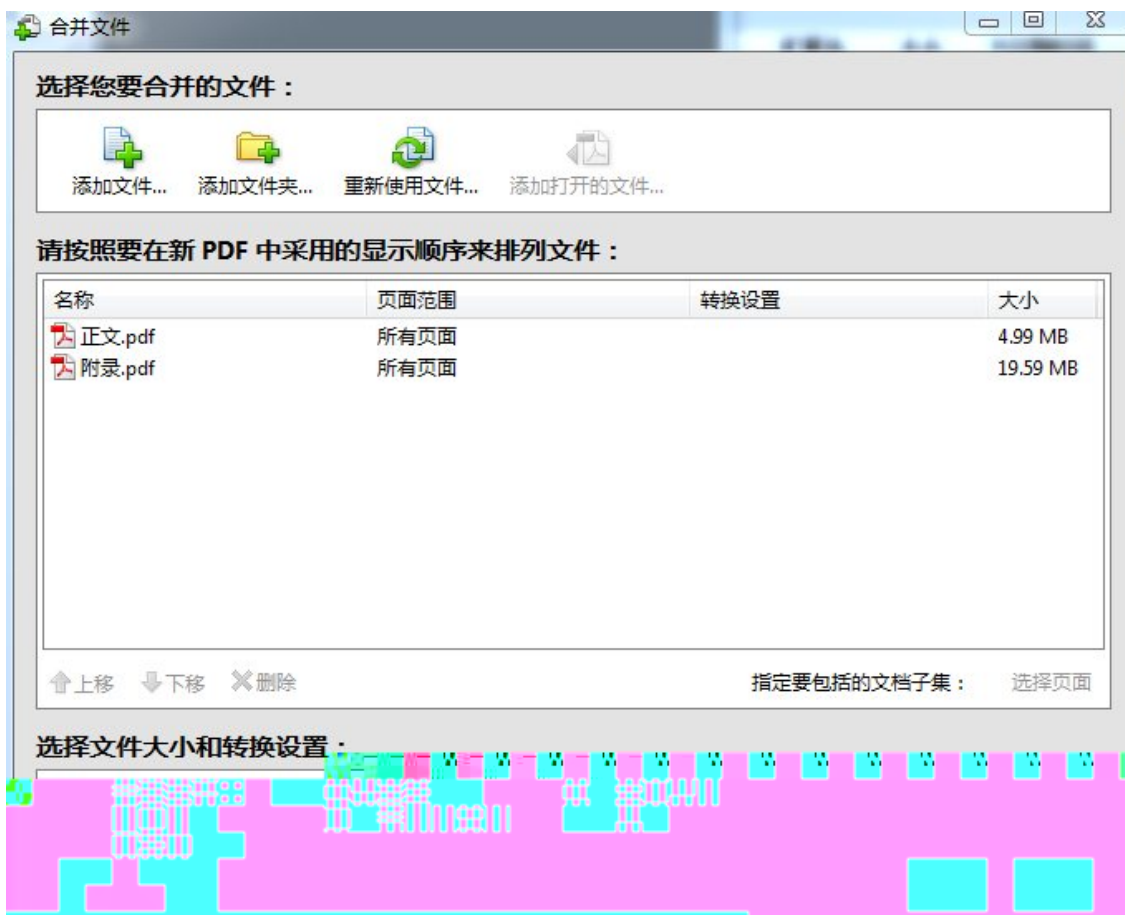 合并文件
选择您要合并的文件：
添加文件... 添加文件夹... 重新使用文件... 添加打开的文件...
请按照要在新 PDF 中采用的显示顺序来排列文件：
名称 页面范围 转换设置 大小
正文.pdf 所有页面 4.99 MB
附录.pdf 所有页面 19.59 MB
上移 下移 删除 指定要包括的文档子集： 选择页面
选择文件大小和转换设置：